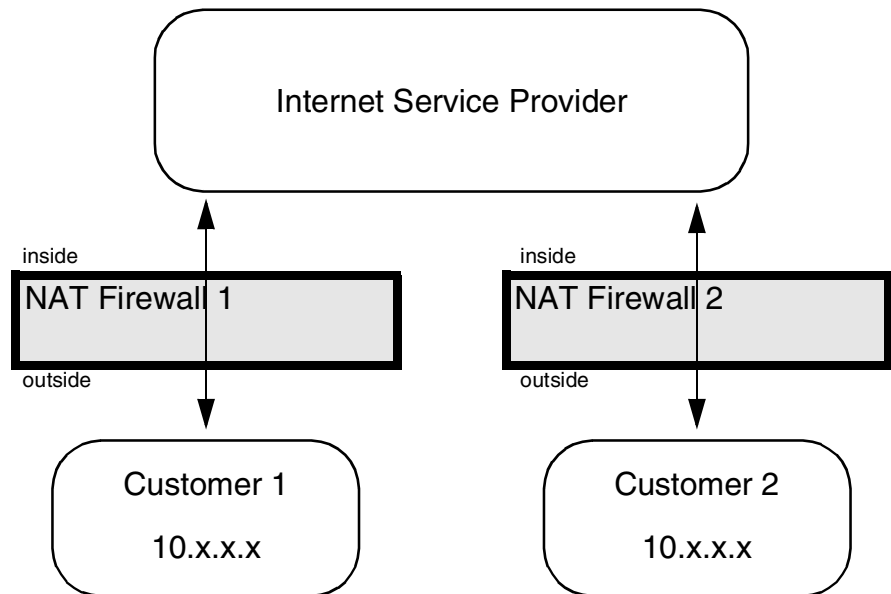 Internet Service Provider
inside
inside
NAT Firewall 1
NAT Firewall 2
outside
outside
Customer 1
Customer 2
10.x.x.x
10.x.x.x